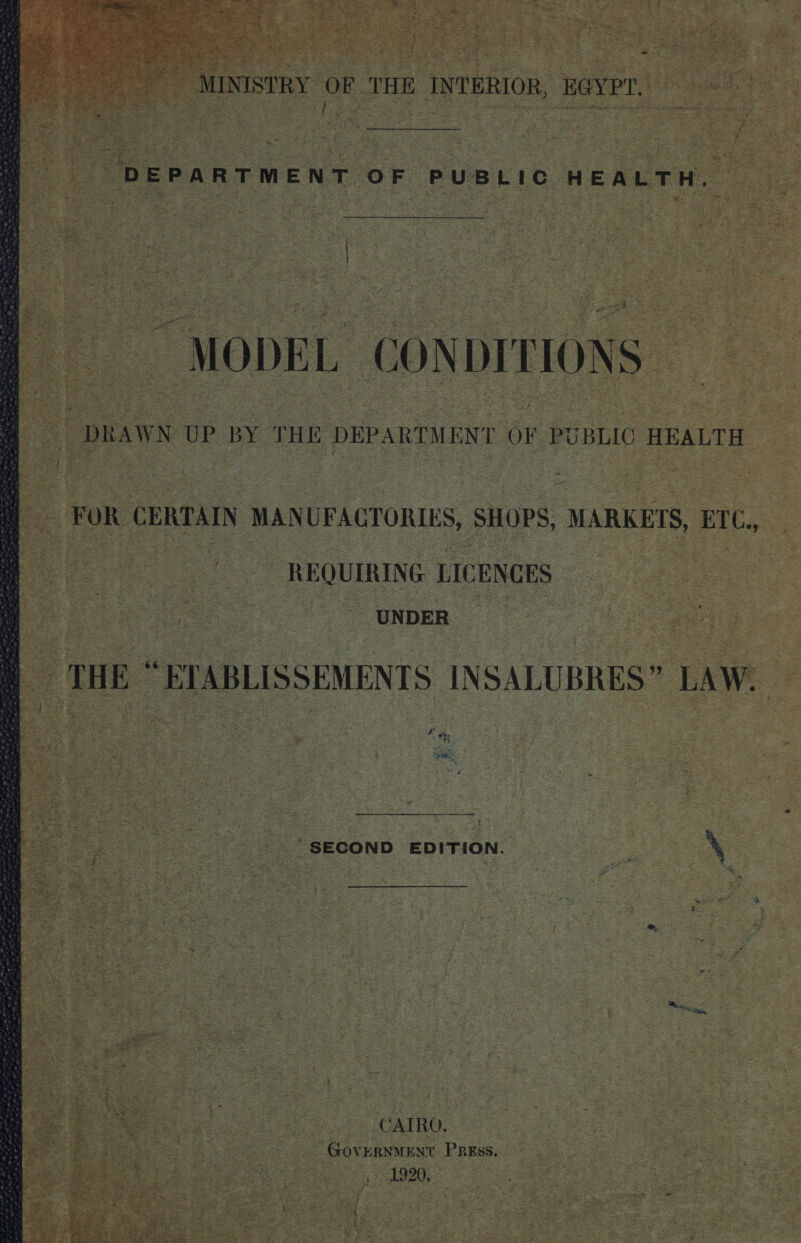 MINISTRY OF THE INTERIOR, EGYPT.
DEPARTMENT OF PUBLIC HEALTH.
MODEL CONDITIONS
DRAWN UP BY THE DEPARTMENT OF PUBLIC HEALTH
FOR CERTAIN MANUFACTORIES, SHOPS, MARKETS, ETC.,
REQUIRING LICENCES
UNDER
THE “ETABLISSEMENTS INSALUBRES” LAW.
SECOND EDITION.
CAIRO.
GOVERNMENT PRESS.
1920.